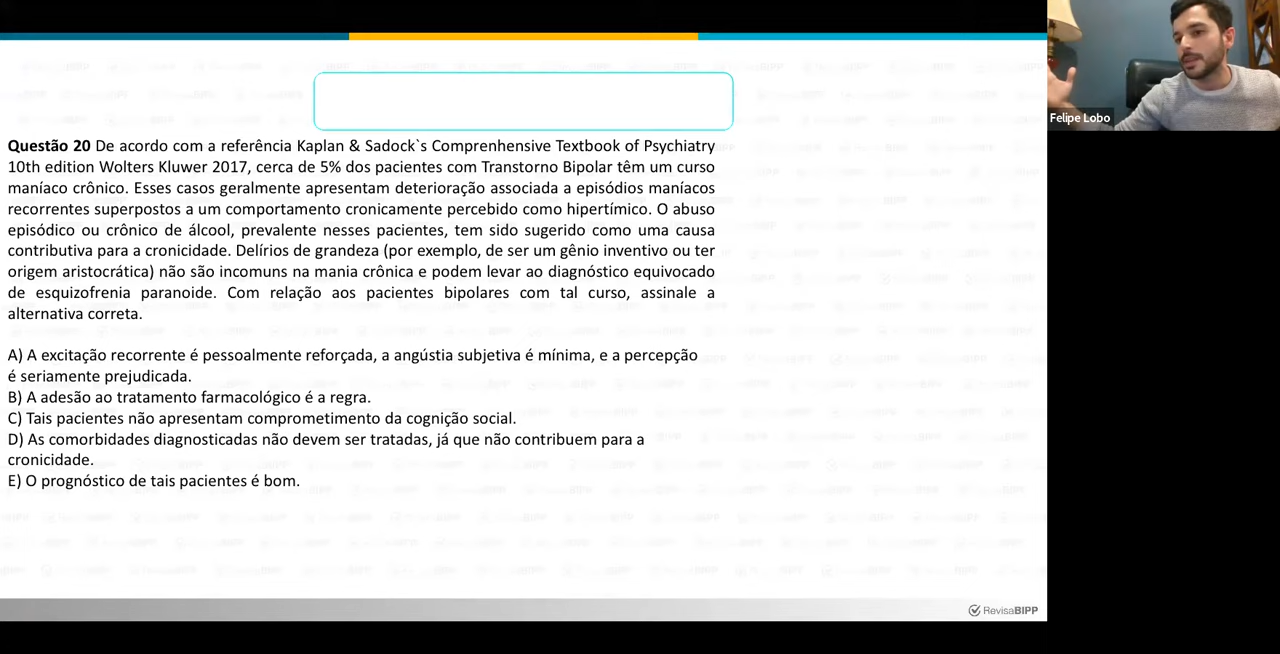 Felipe Lobo
Questão 20 De acordo com a referência Kaplan & Sadock`s Comprenhensive Textbook of Psychiatry
10th edition Wolters Kluwer 2017, cerca de 5% dos pacientes com Transtorno Bipolar têm um curso
maníaco crônico. Esses casos geralmente apresentam deterioração associada a episódios maníacos
recorrentes superpostos a um comportamento cronicamente percebido como hipertímico. O abuso
episódico ou crônico de álcool, prevalente nesses pacientes, tem sido sugerido como uma causa
contributiva para a cronicidade. Delírios de grandeza (por exemplo, de ser um gênio inventivo ou ter
origem aristocrática) não são incomuns na mania crônica e podem levar ao diagnóstico equivocado
de esquizofrenia paranoide. Com relação aos pacientes bipolares com tal curso, assinale a
alternativa correta.
A) A excitação recorrente é pessoalmente reforçada, a angústia subjetiva é mínima, e a percepção
é seriamente prejudicada.
B) A adesão ao tratamento farmacológico é a regra.
C) Tais pacientes não apresentam comprometimento da cognição social.
D) As comorbidades diagnosticadas não devem ser tratadas, já que não contribuem para a
cronicidade.
E) O prognóstico de tais pacientes é bom.
RevisaBIPP